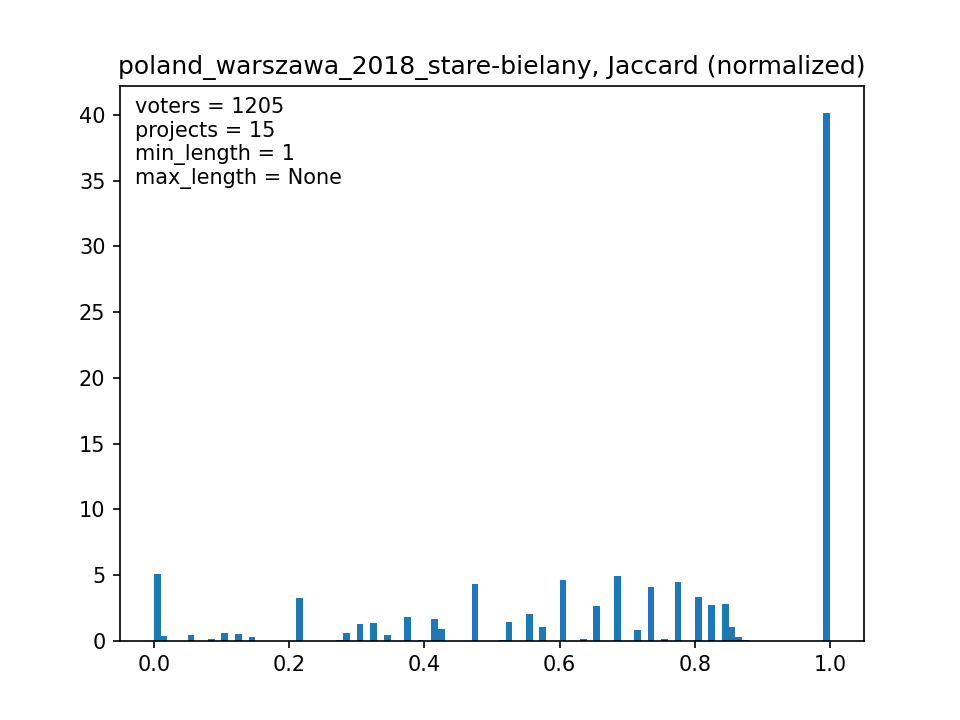 poland_warszawa_2018_stare-bielany, Jaccard (normalized)
voters = 1205
projects = 15
min_length = 1
max_length = None
40
35
30
25
20
15
10
5
0
0.0 0.2 0.4 0.6 0.8 1.0